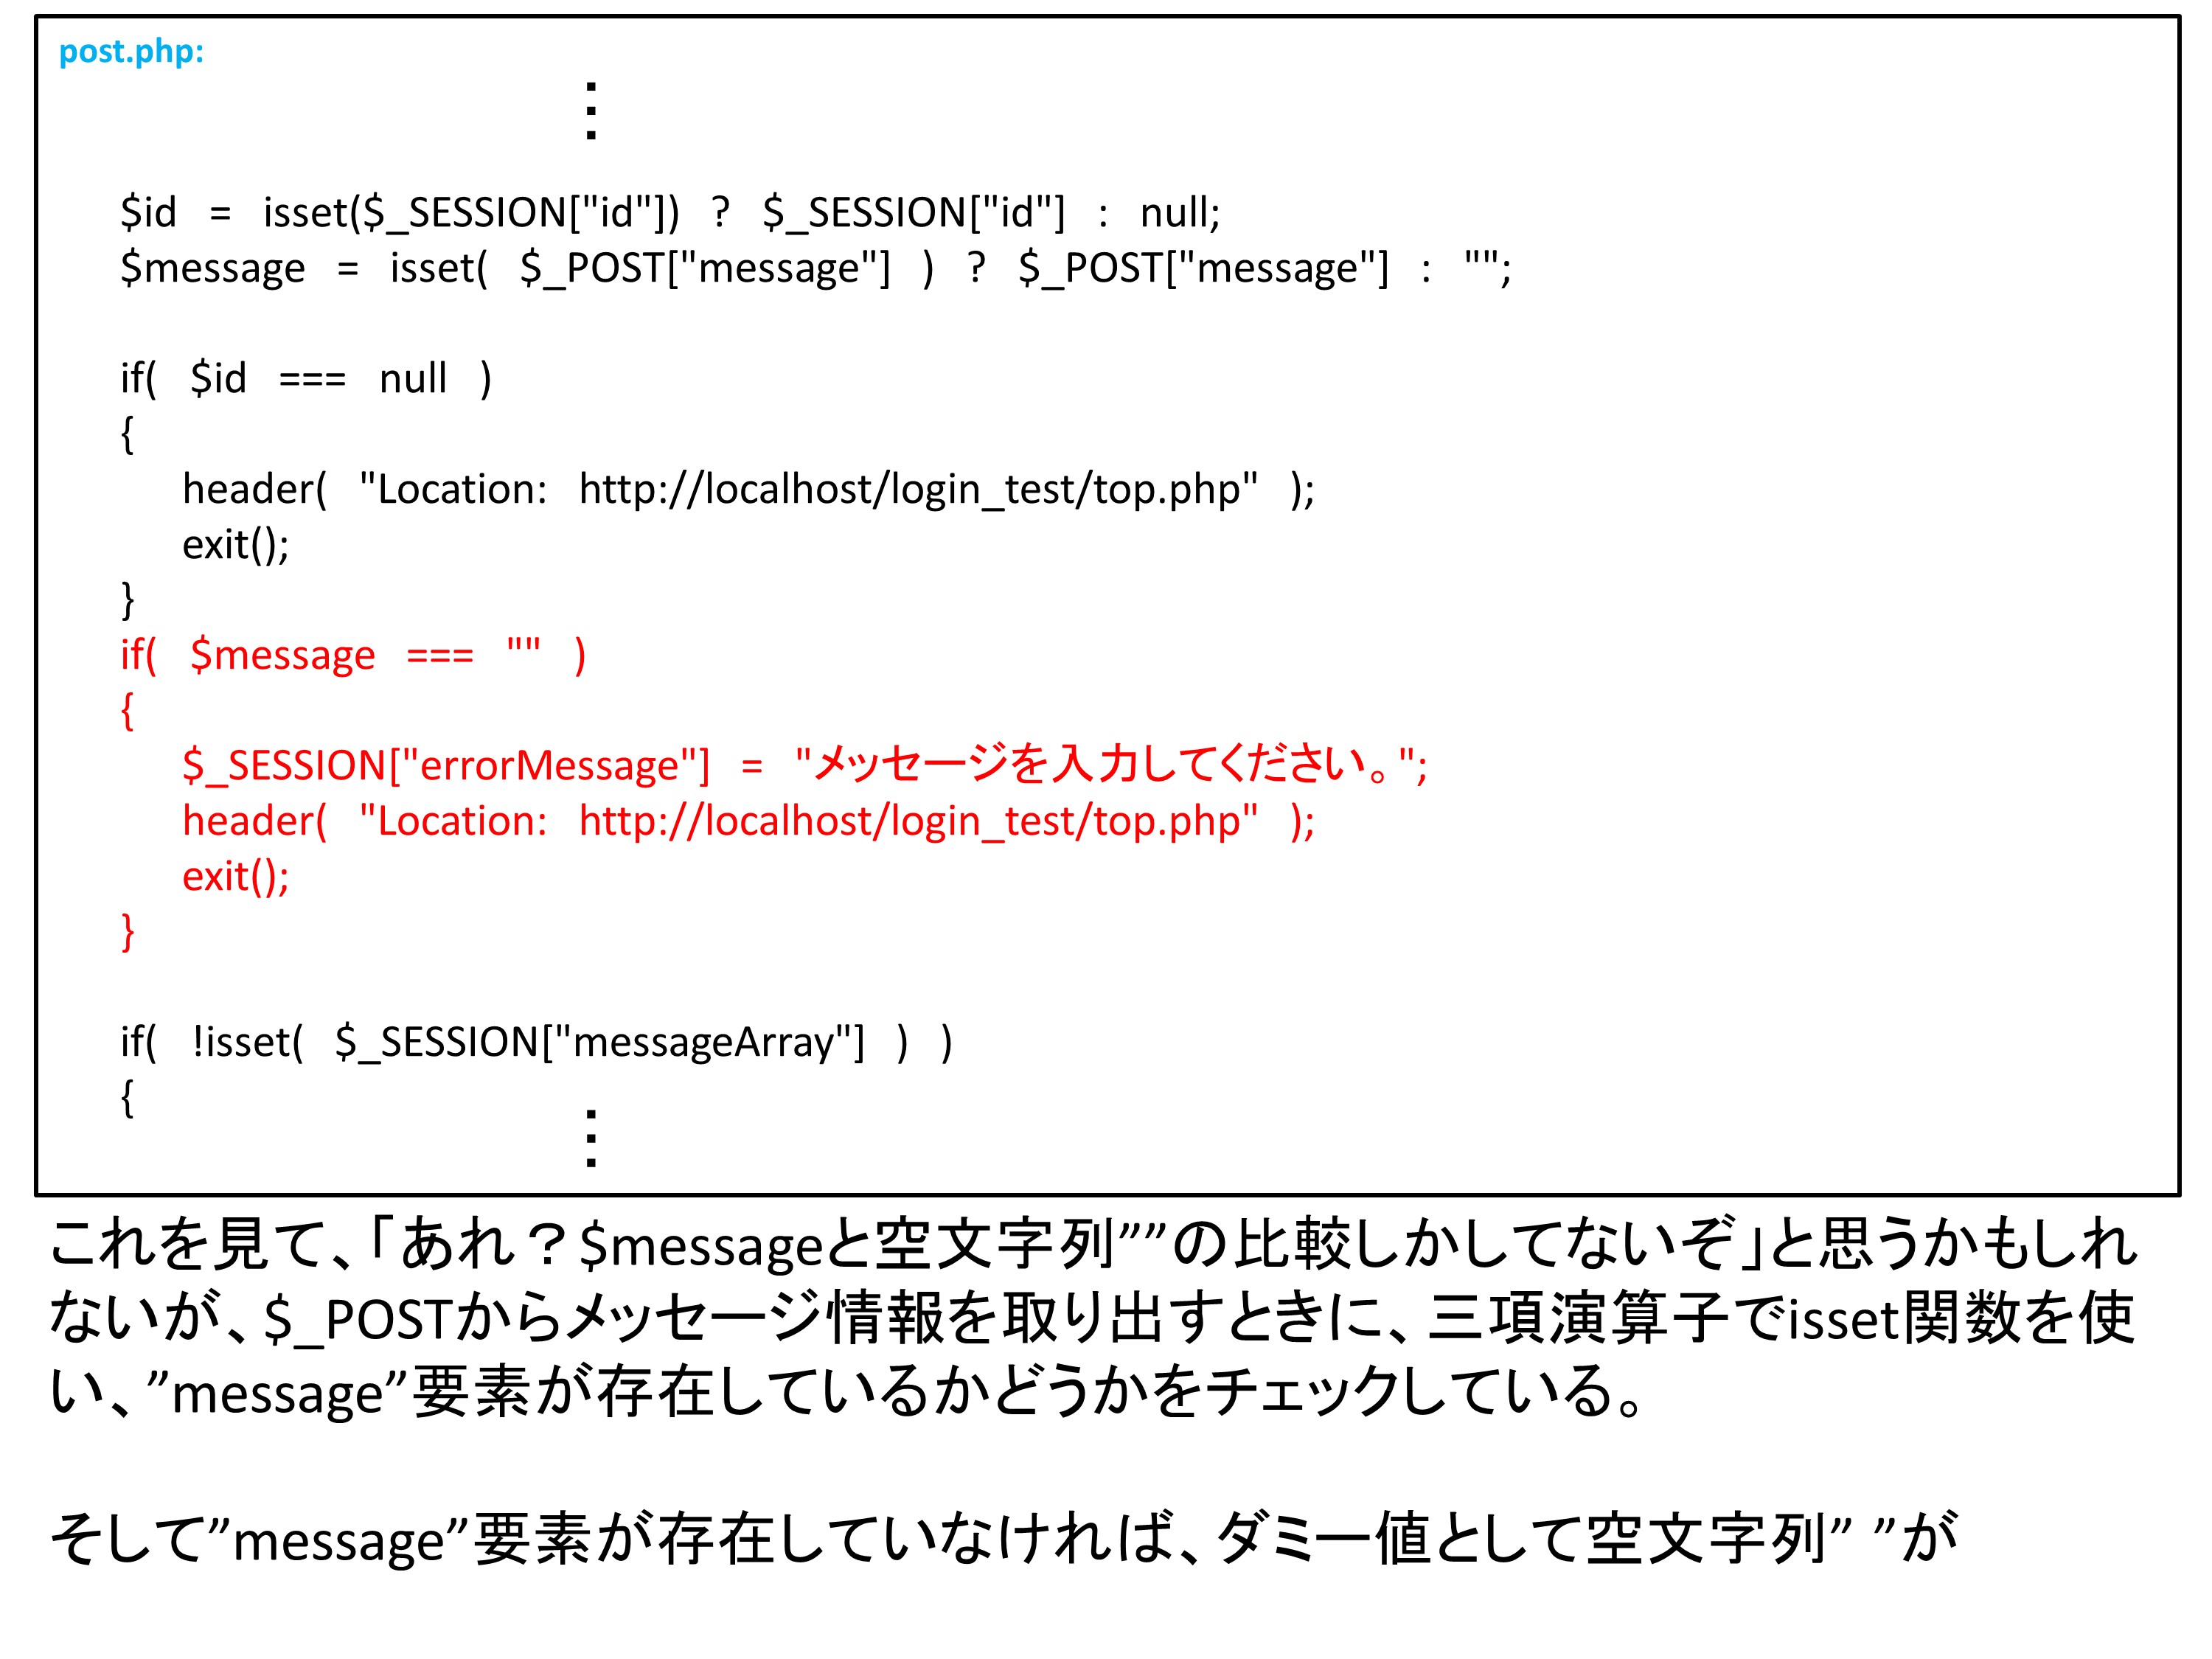 post.php:
⋮
$id = isset($_SESSION["id"]) ? $_SESSION["id"] : null;
$message = isset( $_POST["message"] ) ? $_POST["message"] : "";
if( $id === null )
{
header( "Location: http://localhost/login_test/top.php" );
exit();
}
if( $message === "" )
{
$_SESSION["errorMessage"] = "メッセージを入力してください。";
header( "Location: http://localhost/login_test/top.php" );
exit();
}
if( !isset( $_SESSION["messageArray"] ) )
{
⋮
これを見て、「あれ？$messageと空文字列””の比較しかしてないぞ」と思うかもしれ
ないが、$_POSTからメッセージ情報を取り出すときに、三項演算子でisset関数を使
い、”message”要素が存在しているかどうかをチェックしている。
そして”message”要素が存在していなければ、ダミー値として空文字列” ”が